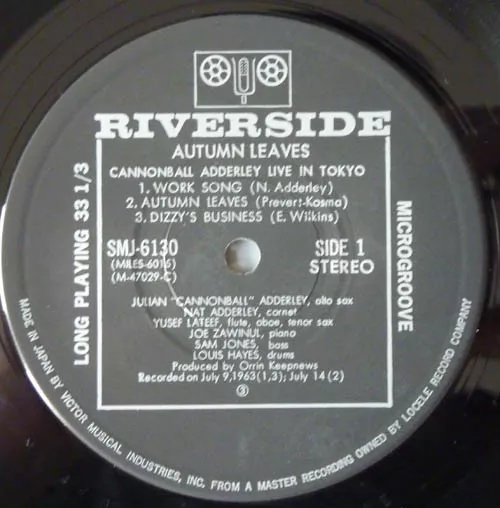 RIVERSIDE
AUTUMN LEAVES
CANNONBALL ADDERLEY LIVE IN TOKYO
1. WORK SONG (N. Adderley)
2. AUTUMN LEAVES (Prevert-Kosma)
3. DIZZY'S BUSINESS (E. Wilkins)
SMJ-6130
(MILES-6015)
(M-47029-C)
SIDE 1
STEREO
LONG PLAYING 33 1/3
MICROGROOVE
JULIAN "CANNONBALL" ADDERLEY, alto sax
NAT ADDERLEY, cornet
YUSEF LATEEF, flute, oboe, tenor sax
JOE ZAWINUL, piano
SAM JONES, bass
LOUIS HAYES, drums
Produced by Orrin Keepnews
Recorded on July 9,1963(1,3); July 14 (2)
③
MADE IN JAPAN BY VICTOR MUSICAL INDUSTRIES, INC. FROM A MASTER RECORDING OWNED BY LOCELE RECORD COMPANY